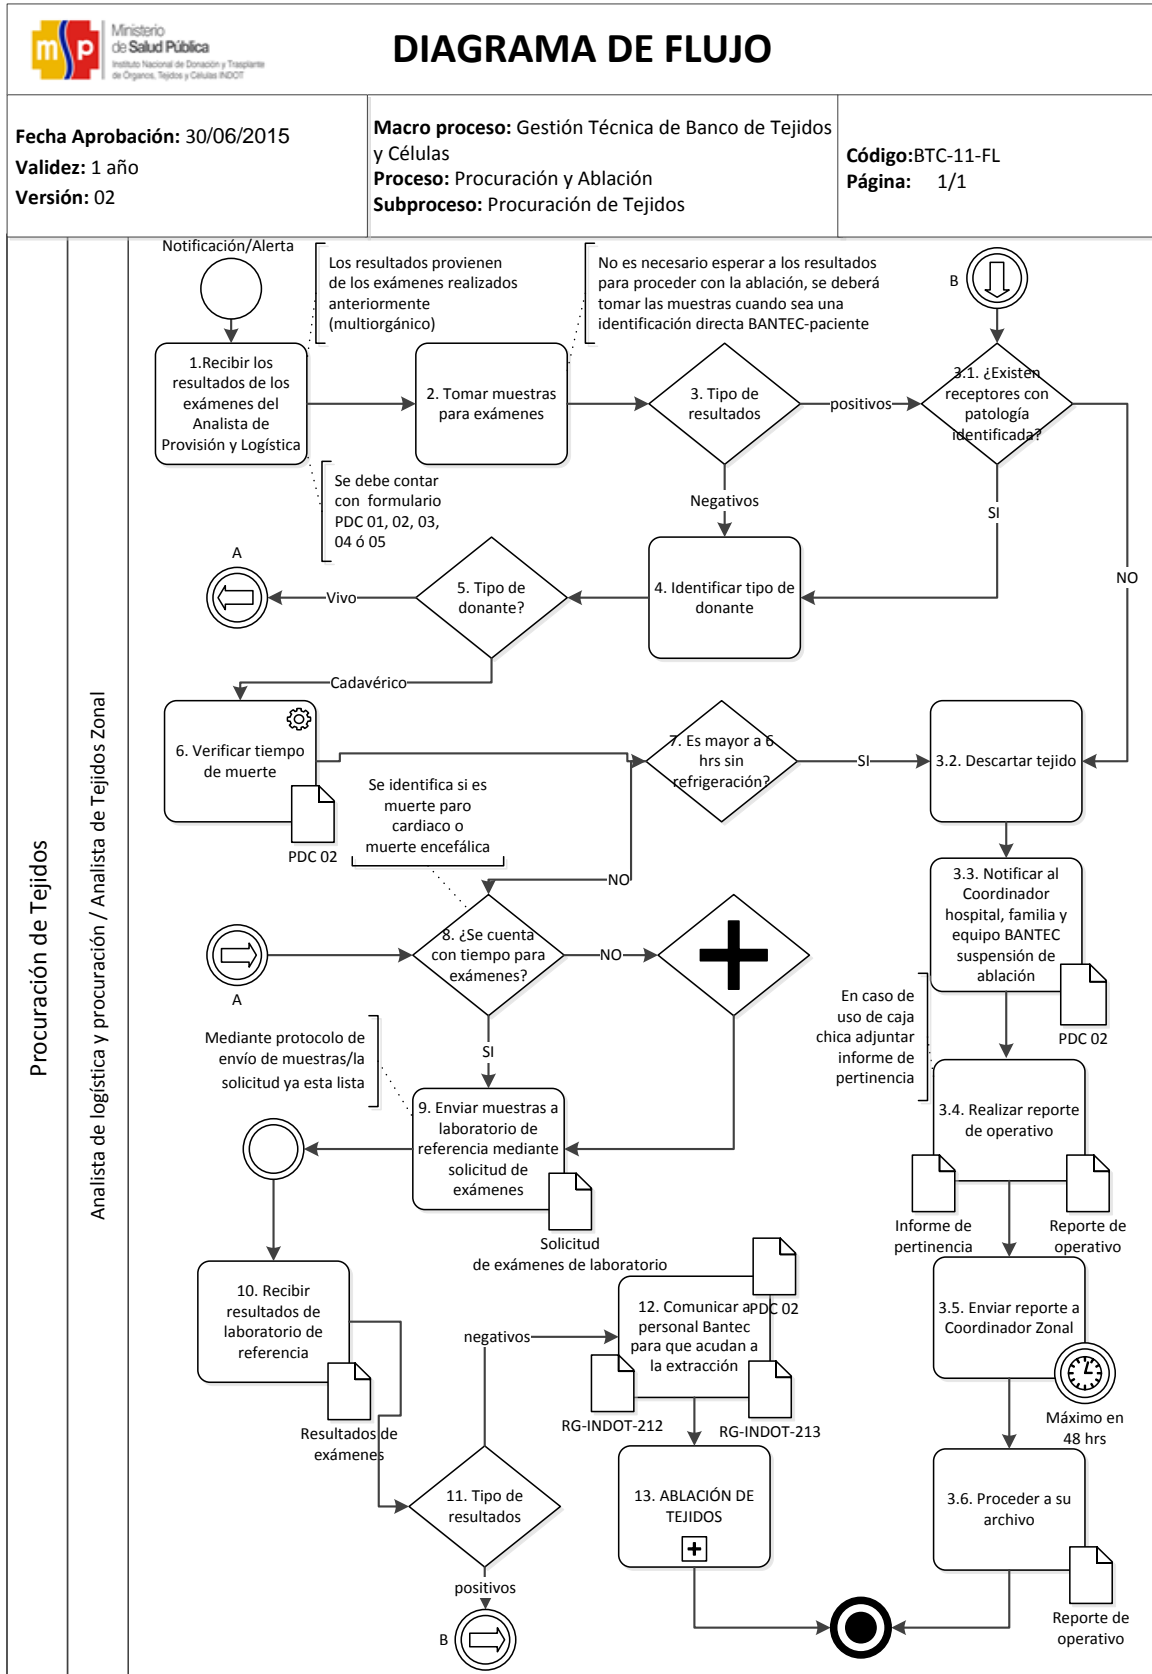 Ministerio
de Salud Pública
Instituto Nacional de Donación y Trasplante
de Órganos, Tejidos y Células INDOT
DIAGRAMA DE FLUJO
Fecha Aprobación: 30/06/2015
Validez: 1 año
Versión: 02
Macro proceso: Gestión Técnica de Banco de Tejidos
y Células
Proceso: Procuración y Ablación
Subproceso: Procuración de Tejidos
Código:BTC-11-FL
Página: 1/1
Procuración de Tejidos
Analista de logística y procuración / Analista de Tejidos Zonal
Notificación/Alerta
Los resultados provienen
de los exámenes realizados
anteriormente
(multiorgánico)
No es necesario esperar a los resultados
para proceder con la ablación, se deberá
tomar las muestras cuando sea una
identificación directa BANTEC-paciente
B
1.Recibir los
resultados de los
exámenes del
Analista de
Provisión y Logística
2. Tomar muestras
para exámenes
3. Tipo de
resultados
positivos
3.1. ¿Existen
receptores con
patología
identificada?
Se debe contar
con formulario
PDC 01, 02, 03,
04 ó 05
Negativos
SI
NO
A
Vivo
5. Tipo de
donante?
4. Identificar tipo de
donante
Cadavérico
6. Verificar tiempo
de muerte
PDC 02
7. Es mayor a 6
hrs sin
refrigeración?
SI
3.2. Descartar tejido
Se identifica si es
muerte paro
cardiaco o
muerte encefálica
NO
3.3. Notificar al
Coordinador
hospital, familia y
equipo BANTEC
suspensión de
ablación
PDC 02
A
8. ¿Se cuenta
con tiempo para
exámenes?
NO
SI
En caso de
uso de caja
chica adjuntar
informe de
pertinencia
Mediante protocolo de
envío de muestras/la
solicitud ya esta lista
9. Enviar muestras a
laboratorio de
referencia mediante
solicitud de
exámenes
Solicitud
de exámenes de laboratorio
3.4. Realizar reporte
de operativo
Informe de
pertinencia
Reporte de
operativo
10. Recibir
resultados de
laboratorio de
referencia
Resultados de
exámenes
negativos
12. Comunicar a
personal Bantec
para que acudan a
la extracción
PDC 02
RG-INDOT-212
RG-INDOT-213
3.5. Enviar reporte a
Coordinador Zonal
Máximo en
48 hrs
11. Tipo de
resultados
positivos
B
13. ABLACIÓN DE
TEJIDOS
3.6. Proceder a su
archivo
Reporte de
operativo